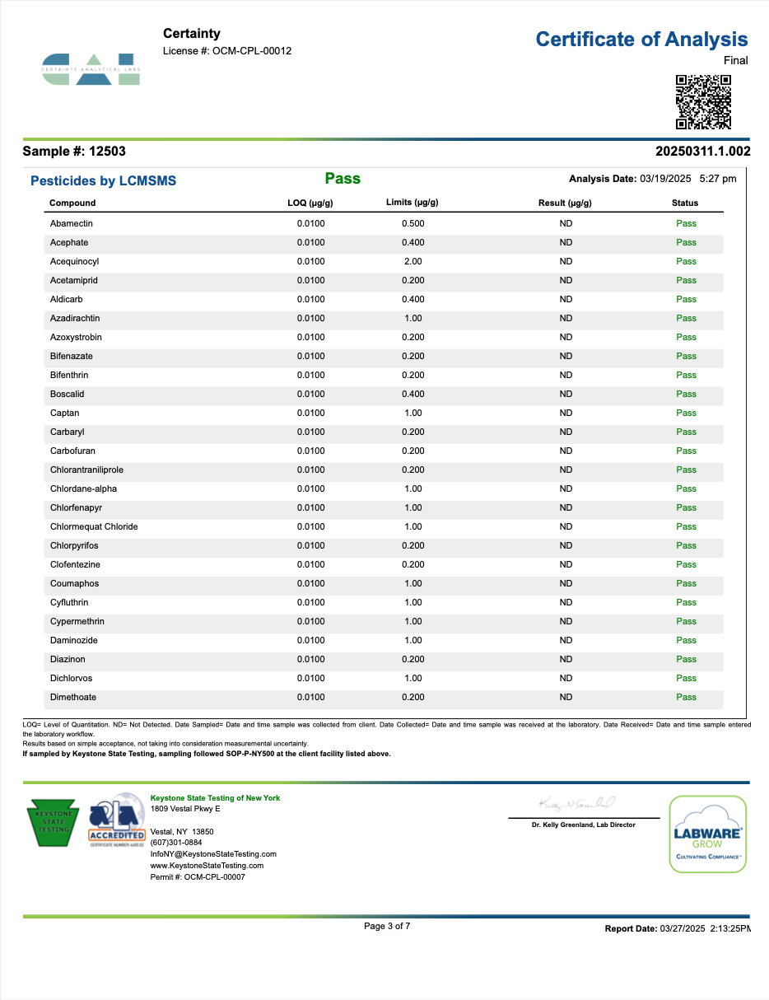 Certainty
License #: OCM-CPL-00012
Certificate of Analysis
Final
CERTAINTY ANALYTICAL LABS
Sample #: 12503 20250311.1.002
Pesticides by LCMSMS Pass Analysis Date: 03/19/2025 5:27 pm
Compound LOQ (µg/g) Limits (µg/g) Result (µg/g) Status
Abamectin 0.0100 0.500 ND Pass
Acephate 0.0100 0.400 ND Pass
Acequinocyl 0.0100 2.00 ND Pass
Acetamiprid 0.0100 0.200 ND Pass
Aldicarb 0.0100 0.400 ND Pass
Azadirachtin 0.0100 1.00 ND Pass
Azoxystrobin 0.0100 0.200 ND Pass
Bifenazate 0.0100 0.200 ND Pass
Bifenthrin 0.0100 0.200 ND Pass
Boscalid 0.0100 0.400 ND Pass
Captan 0.0100 1.00 ND Pass
Carbaryl 0.0100 0.200 ND Pass
Carbofuran 0.0100 0.200 ND Pass
Chlorantraniliprole 0.0100 0.200 ND Pass
Chlordane-alpha 0.0100 1.00 ND Pass
Chlorfenapyr 0.0100 1.00 ND Pass
Chlormequat Chloride 0.0100 1.00 ND Pass
Chlorpyrifos 0.0100 0.200 ND Pass
Clofentezine 0.0100 0.200 ND Pass
Coumaphos 0.0100 1.00 ND Pass
Cyfluthrin 0.0100 1.00 ND Pass
Cypermethrin 0.0100 1.00 ND Pass
Daminozide 0.0100 1.00 ND Pass
Diazinon 0.0100 0.200 ND Pass
Dichlorvos 0.0100 1.00 ND Pass
Dimethoate 0.0100 0.200 ND Pass
LOQ= Level of Quantitation. ND= Not Detected. Date Sampled= Date and time sample was collected from client. Date Collected= Date and time sample was received at the laboratory. Date Received= Date and time sample entered
the laboratory workflow.
Results based on simple acceptance, not taking into consideration measuremental uncertainty.
If sampled by Keystone State Testing, sampling followed SOP-P-NY500 at the client facility listed above.
KEYSTONE
STATE
TESTING
a2la
ACCREDITED
CERTIFICATE NUMBER
Keystone State Testing of New York
1809 Vestal Pkwy E
Vestal, NY 13850
(607)301-0884
InfoNY@KeystoneStateTesting.com
www.KeystoneStateTesting.com
Permit #: OCM-CPL-00007
Dr. Kelly Greenland, Lab Director
LABWARE®
GROW
CULTIVATING COMPLIANCE™
Page 3 of 7
Report Date: 03/27/2025 2:13:25PM